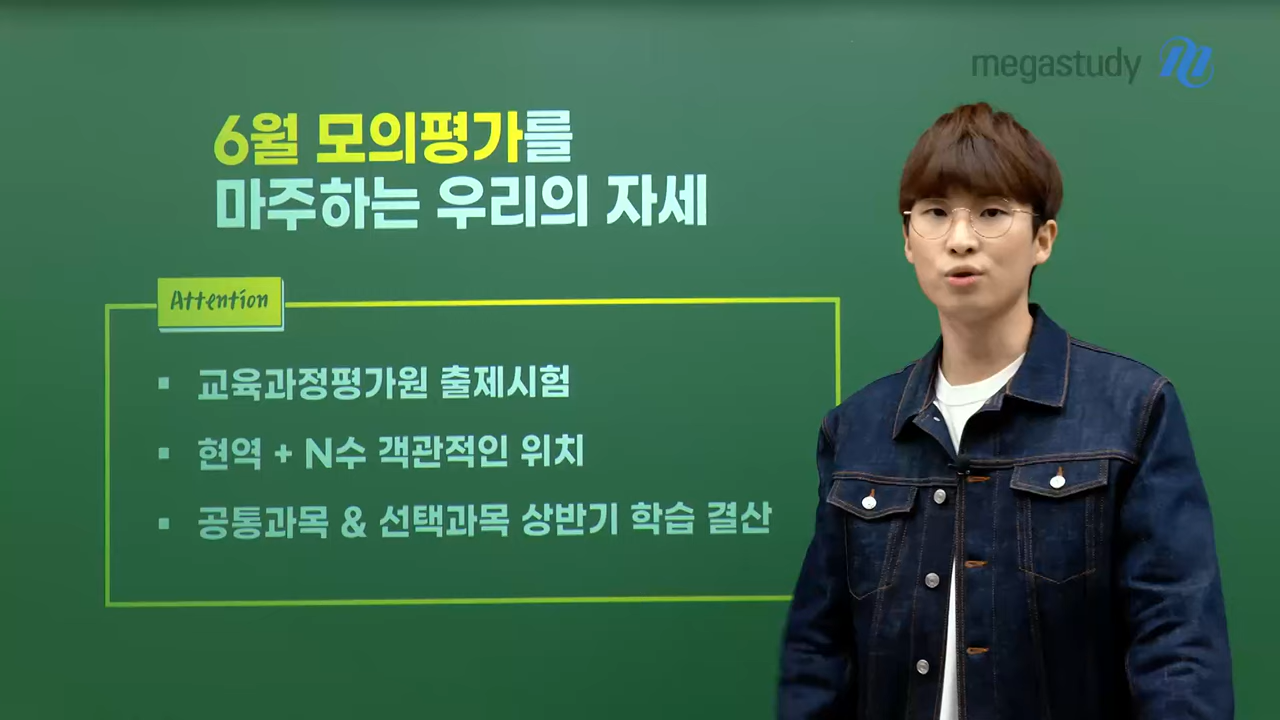 megastudy
6월 모의평가를
마주하는 우리의 자세
Attention
▪ 교육과정평가원 출제시험
▪ 현역 + N수 객관적인 위치
▪ 공통과목 & 선택과목 상반기 학습 결산